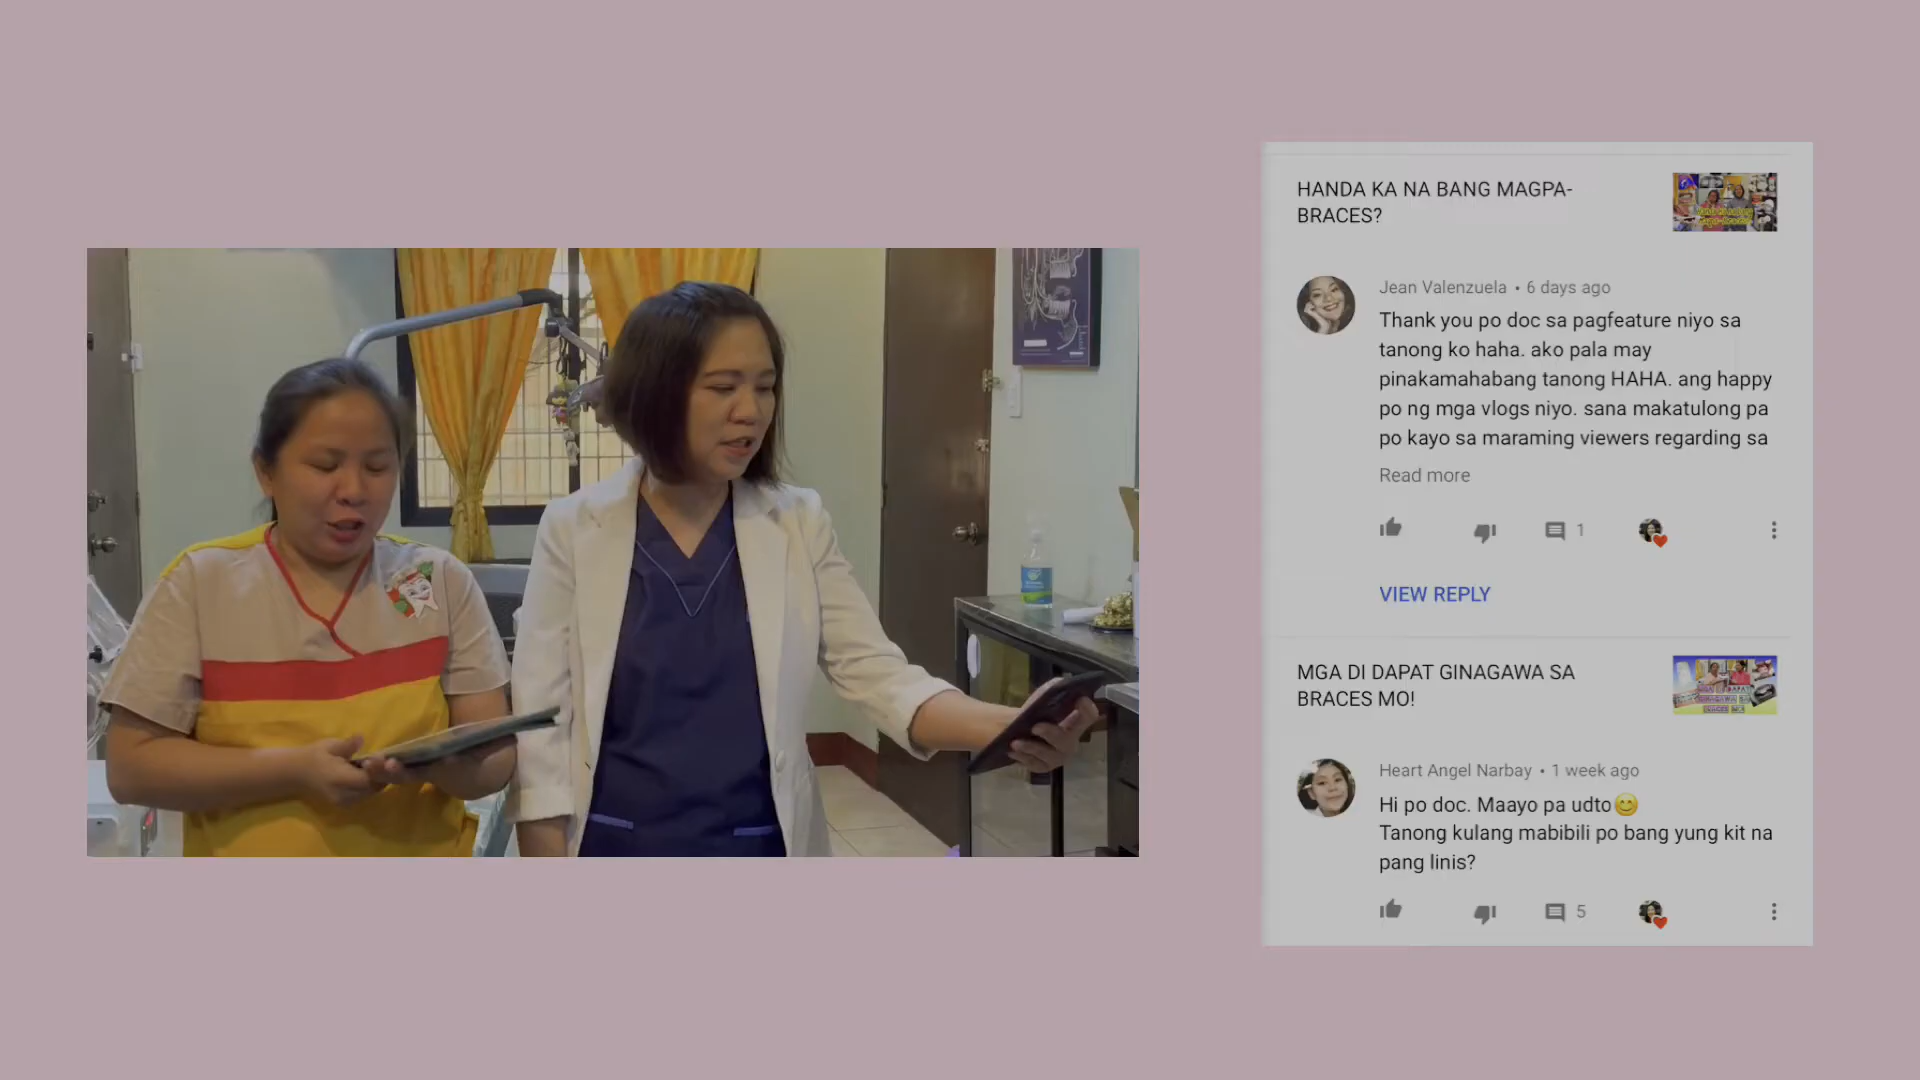 HANDA KA NA BANG MAGPA-
BRACES?
Jean Valenzuela • 6 days ago
Thank you po doc sa pagfeature niyo sa
tanong ko haha. ako pala may
pinakamahabang tanong HAHA. ang happy
po ng mga vlogs niyo. sana makatulong pa
po kayo sa maraming viewers regarding sa
Read more
1
VIEW REPLY
MGA DI DAPAT GINAGAWA SA
BRACES MO!
Heart Angel Narbay • 1 week ago
Hi po doc. Maayo pa udto😊
Tanong kulang mabibili po bang yung kit na
pang linis?
5